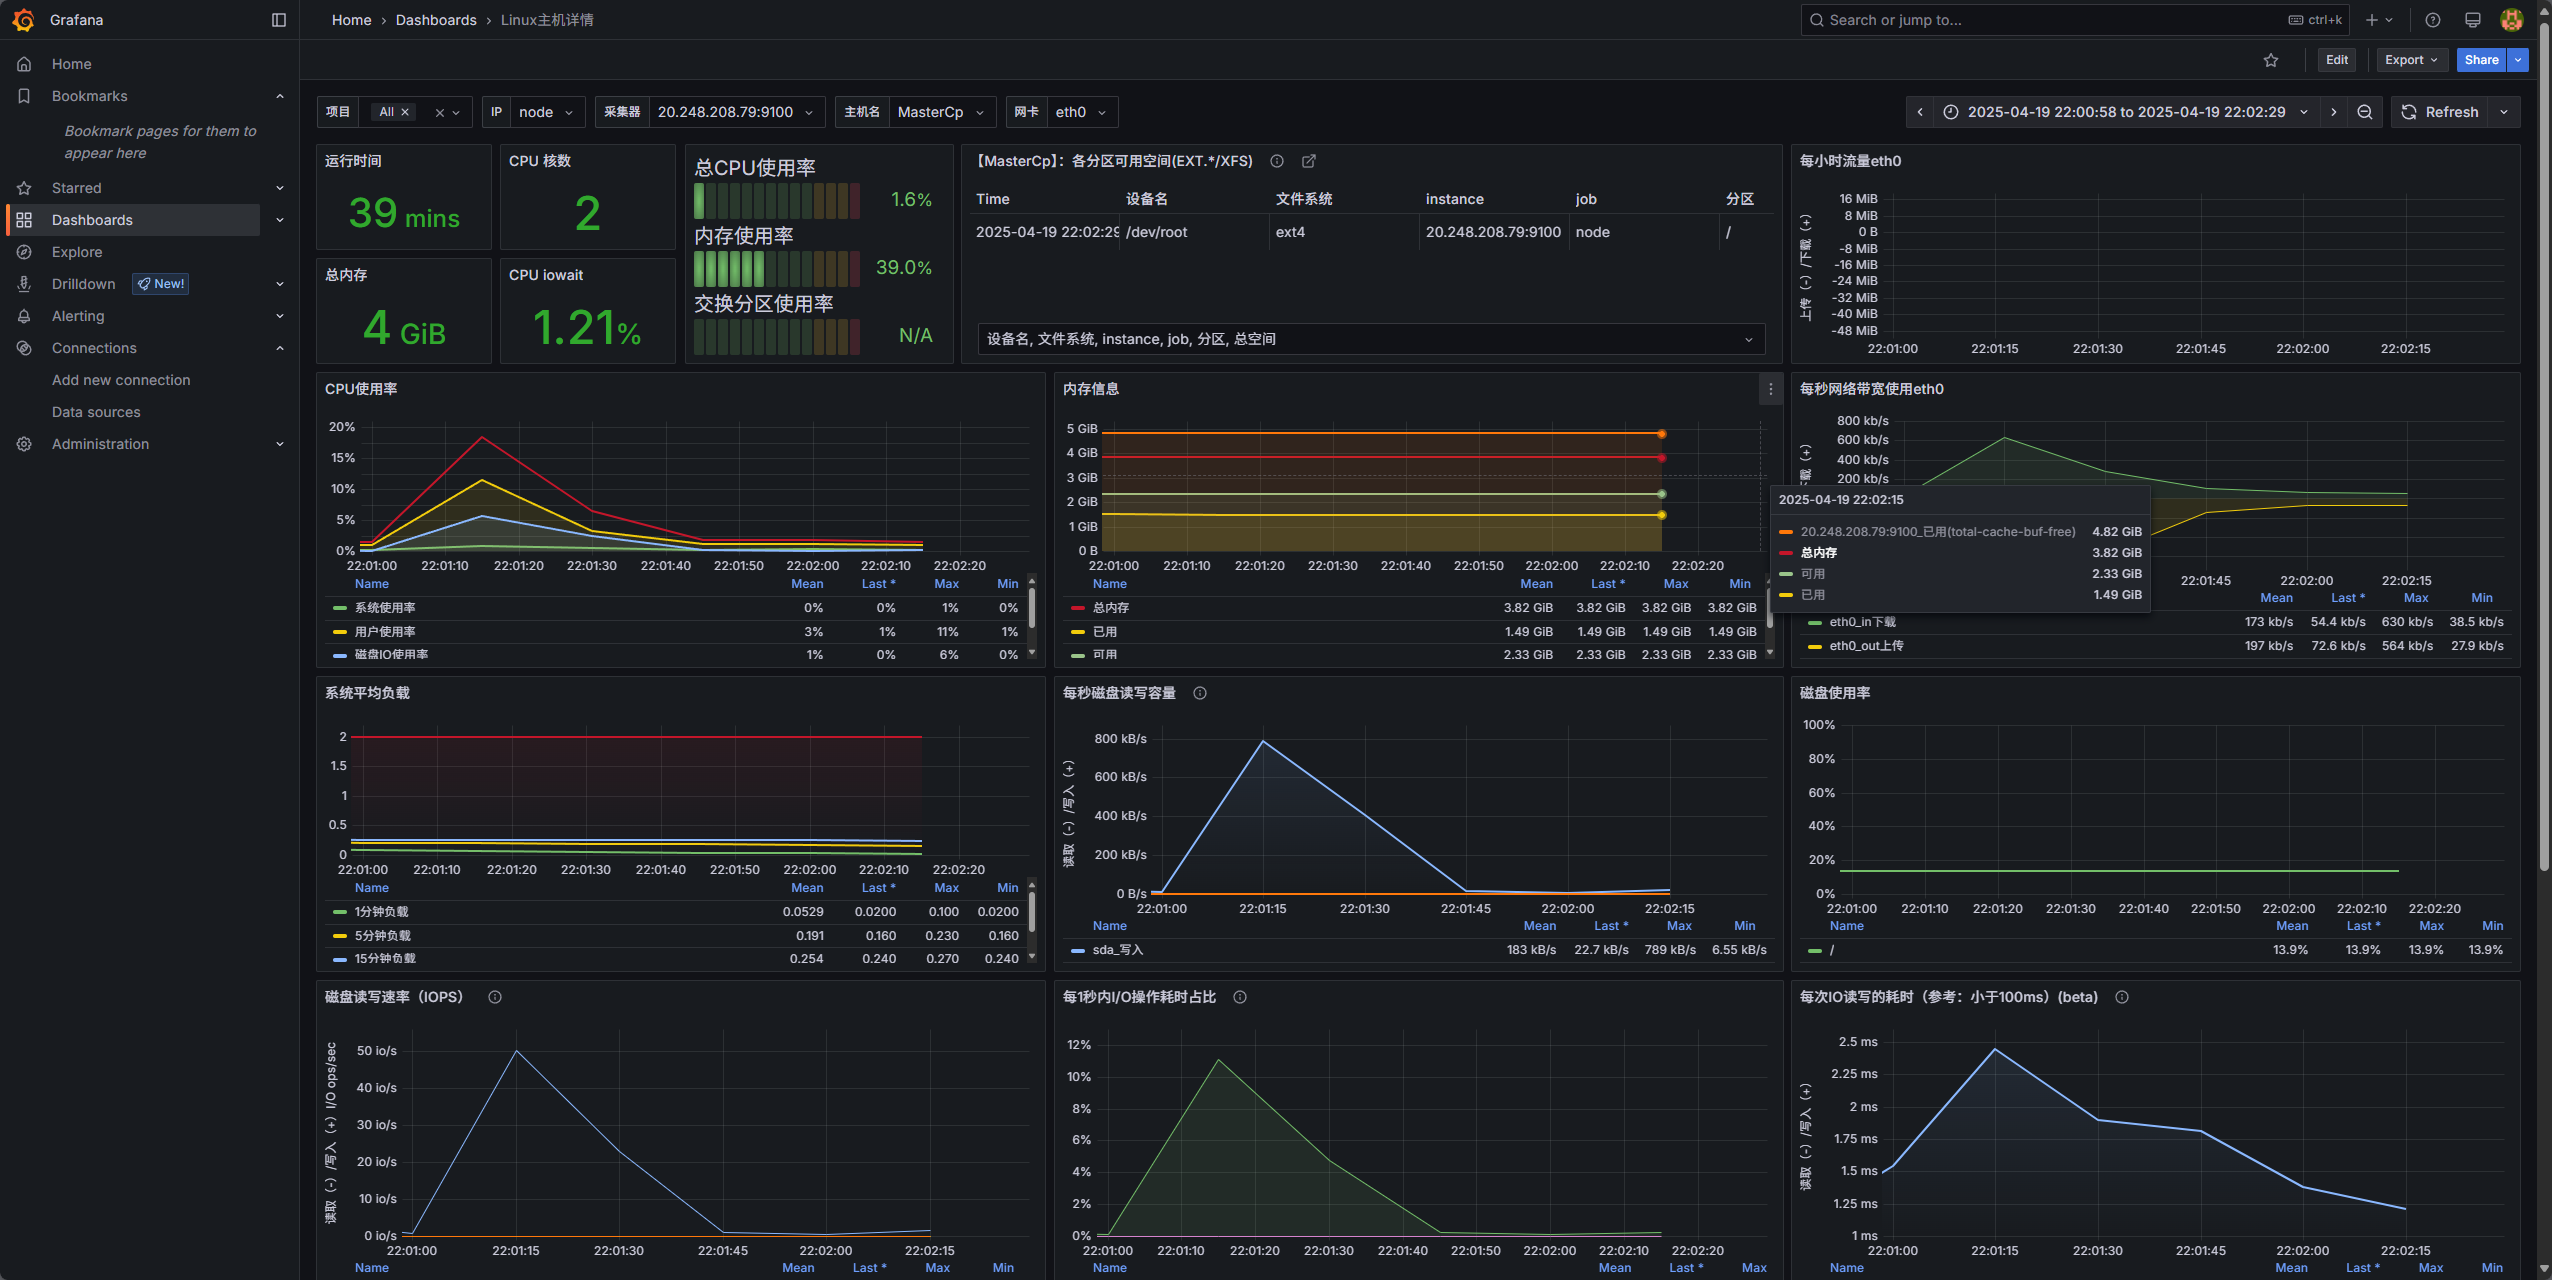 Grafana
Home › Dashboards › Linux主机详情
Search or jump to...
ctrl+k
Home
Bookmarks
Bookmark pages for them to
appear here
Starred
Dashboards
Explore
Drilldown New!
Alerting
Connections
Add new connection
Data sources
Administration
Edit
Export
Share
项目 All
IP node
采集器 20.248.208.79:9100
主机名 MasterCp
网卡 eth0
2025-04-19 22:00:58 to 2025-04-19 22:02:29
Refresh
运行时间
39 mins
CPU 核数
2
总内存
4 GiB
CPU iowait
1.21%
总CPU使用率
1.6%
内存使用率
39.0%
交换分区使用率
N/A
【MasterCp】：各分区可用空间(EXT.*/XFS)
Time 设备名 文件系统 instance job 分区
2025-04-19 22:02:29 /dev/root ext4 20.248.208.79:9100 node /
设备名, 文件系统, instance, job, 分区, 总空间
每小时流量eth0
上传（-）/下载（+）
16 MiB
8 MiB
0 B
-8 MiB
-16 MiB
-24 MiB
-32 MiB
-40 MiB
-48 MiB
22:01:00 22:01:15 22:01:30 22:01:45 22:02:00 22:02:15
CPU使用率
20%
15%
10%
5%
0%
22:01:00 22:01:10 22:01:20 22:01:30 22:01:40 22:01:50 22:02:00 22:02:10 22:02:20
Name Mean Last * Max Min
系统使用率 0% 0% 1% 0%
用户使用率 3% 1% 11% 1%
磁盘IO使用率 1% 0% 6% 0%
内存信息
5 GiB
4 GiB
3 GiB
2 GiB
1 GiB
0 B
22:01:00 22:01:10 22:01:20 22:01:30 22:01:40 22:01:50 22:02:00 22:02:10 22:02:20
Name Mean Last * Max Min
总内存 3.82 GiB 3.82 GiB 3.82 GiB 3.82 GiB
已用 1.49 GiB 1.49 GiB 1.49 GiB 1.49 GiB
可用 2.33 GiB 2.33 GiB 2.33 GiB 2.33 GiB
2025-04-19 22:02:15
20.248.208.79:9100_已用(total-cache-buf-free) 4.82 GiB
总内存 3.82 GiB
可用 2.33 GiB
已用 1.49 GiB
每秒网络带宽使用eth0
载（+）
800 kb/s
600 kb/s
400 kb/s
200 kb/s
22:01:45 22:02:00 22:02:15
Mean Last * Max Min
eth0_in下载 173 kb/s 54.4 kb/s 630 kb/s 38.5 kb/s
eth0_out上传 197 kb/s 72.6 kb/s 564 kb/s 27.9 kb/s
系统平均负载
2
1.5
1
0.5
0
22:01:00 22:01:10 22:01:20 22:01:30 22:01:40 22:01:50 22:02:00 22:02:10 22:02:20
Name Mean Last * Max Min
1分钟负载 0.0529 0.0200 0.100 0.0200
5分钟负载 0.191 0.160 0.230 0.160
15分钟负载 0.254 0.240 0.270 0.240
每秒磁盘读写容量
读取（-）/写入（+）
800 kB/s
600 kB/s
400 kB/s
200 kB/s
0 B/s
22:01:00 22:01:15 22:01:30 22:01:45 22:02:00 22:02:15
Name Mean Last * Max Min
sda_写入 183 kB/s 22.7 kB/s 789 kB/s 6.55 kB/s
磁盘使用率
100%
80%
60%
40%
20%
0%
22:01:00 22:01:10 22:01:20 22:01:30 22:01:40 22:01:50 22:02:00 22:02:10 22:02:20
Name Mean Last * Max Min
/ 13.9% 13.9% 13.9% 13.9%
磁盘读写速率（IOPS）
读取（-）/写入（+）I/O ops/sec
50 io/s
40 io/s
30 io/s
20 io/s
10 io/s
0 io/s
22:01:00 22:01:15 22:01:30 22:01:45 22:02:00 22:02:15
Name Mean Last * Max Min
每1秒内I/O操作耗时占比
12%
10%
8%
6%
4%
2%
0%
22:01:00 22:01:10 22:01:20 22:01:30 22:01:40 22:01:50 22:02:00 22:02:10 22:02:20
Name Mean Last * Max
每次IO读写的耗时（参考：小于100ms）(beta)
读取（-）/写入（+）
2.5 ms
2.25 ms
2 ms
1.75 ms
1.5 ms
1.25 ms
1 ms
22:01:00 22:01:15 22:01:30 22:01:45 22:02:00 22:02:15
Name Mean Last * Max Min